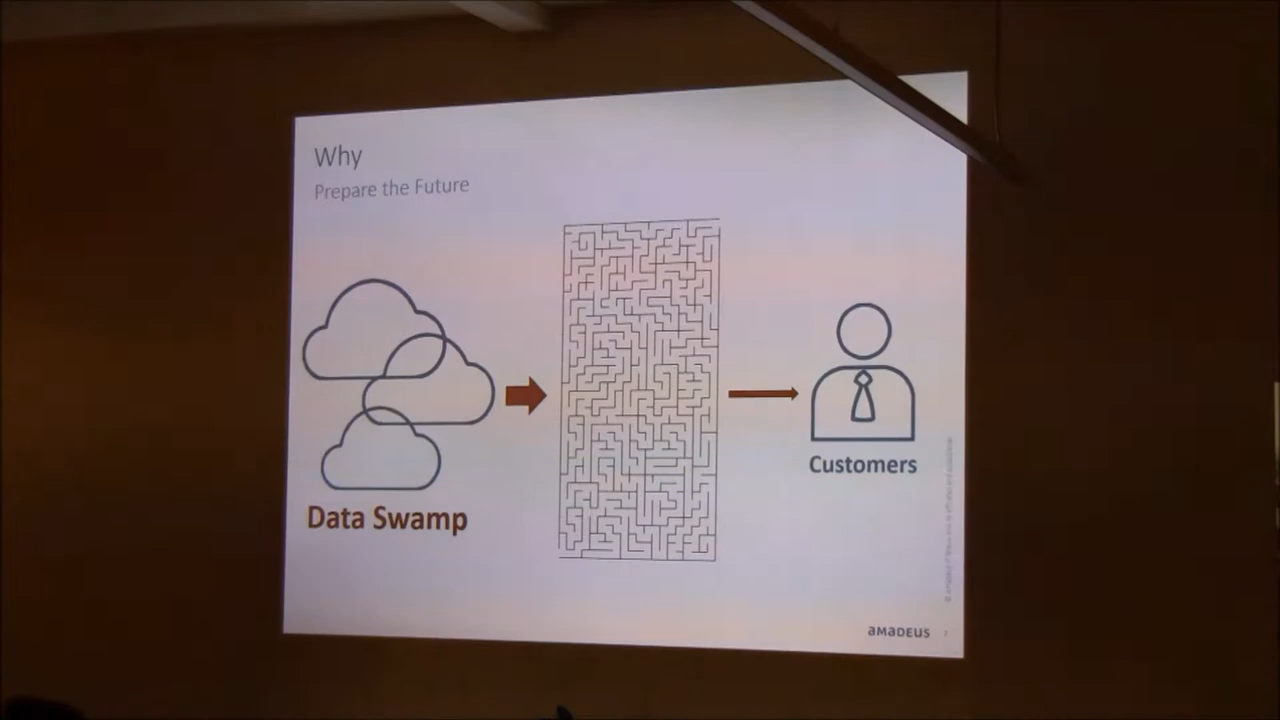 Why
Prepare the Future
Data Swamp
Customers
amadeus